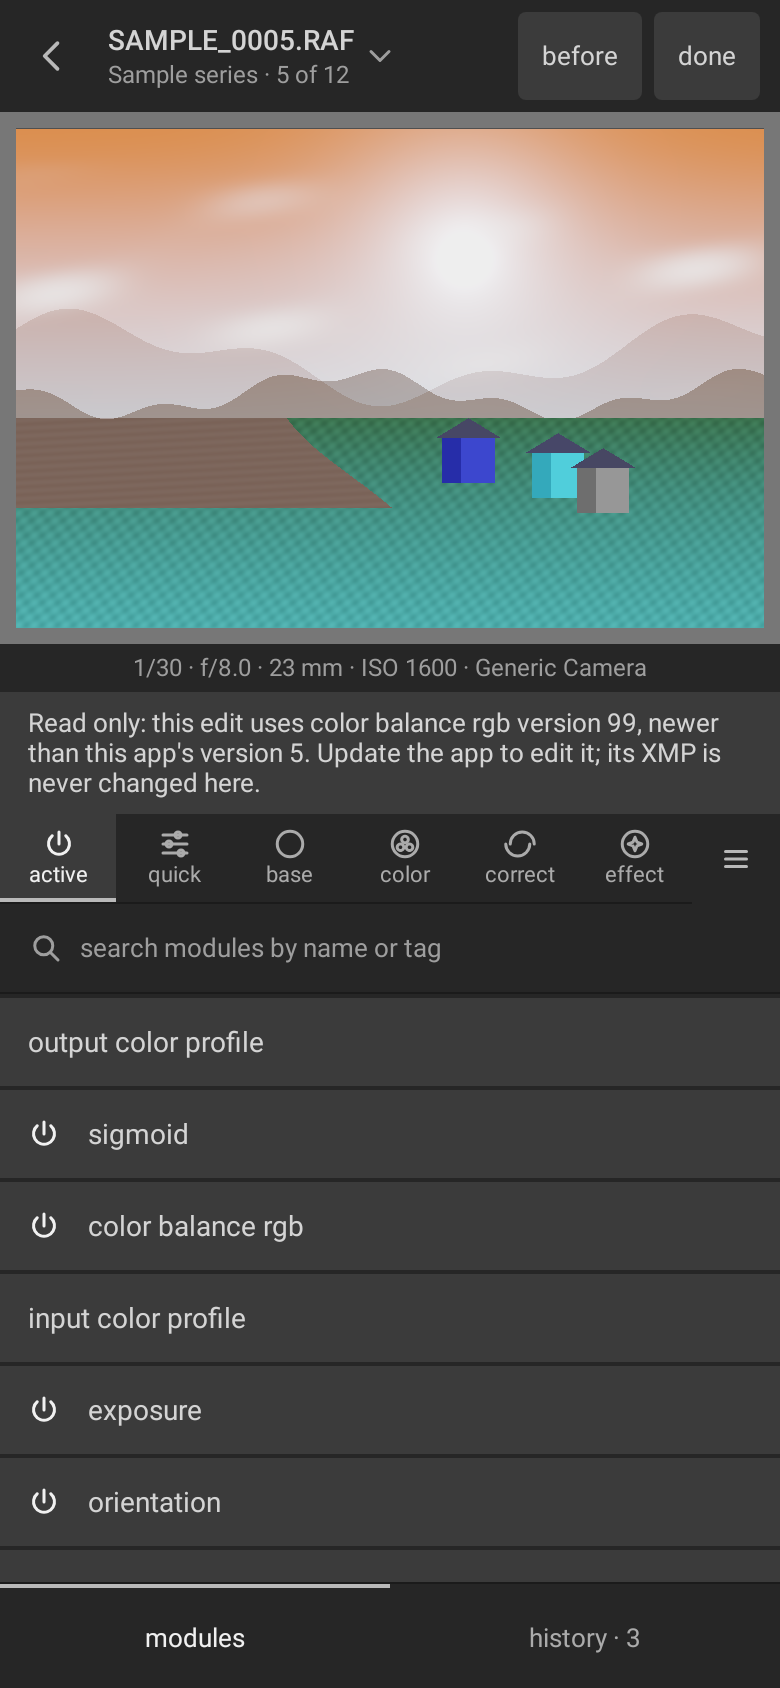 SAMPLE_0005.RAF
Sample series · 5 of 12
before
done
1/30 · f/8.0 · 23 mm · ISO 1600 · Generic Camera
Read only: this edit uses color balance rgb version 99, newer
than this app's version 5. Update the app to edit it; its XMP is
never changed here.
active
quick
base
color
correct
effect
search modules by name or tag
output color profile
sigmoid
color balance rgb
input color profile
exposure
orientation
modules
history · 3